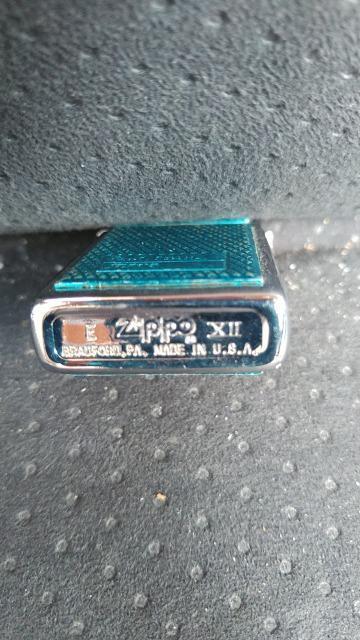 E Zippo XII
BRADFORD, PA. MADE IN U.S.A.